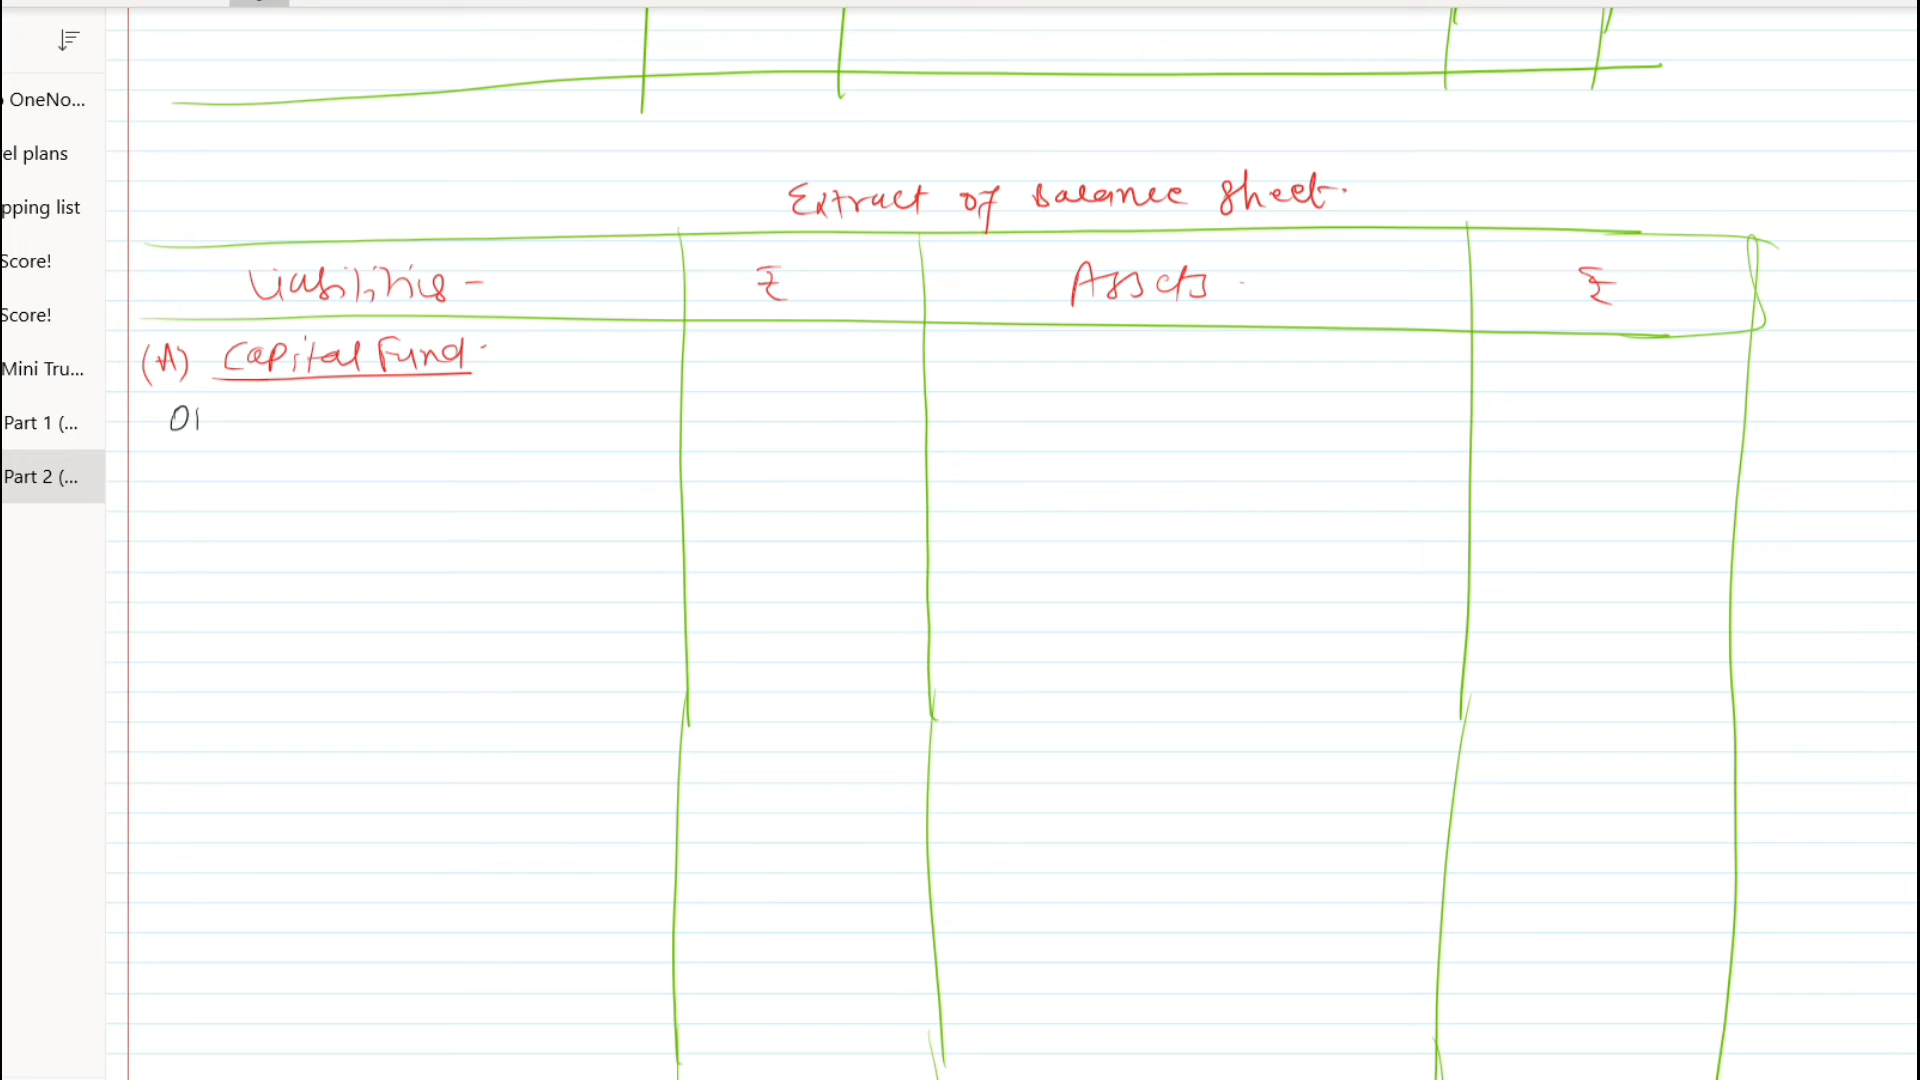 OneNo...
el plans
pping list
Score!
Score!
Mini Tru...
Part 1 (...
Part 2 (...
Extract of Balance Sheet.
Liabilities - ₹ Assets. ₹
(A) Capital Fund.